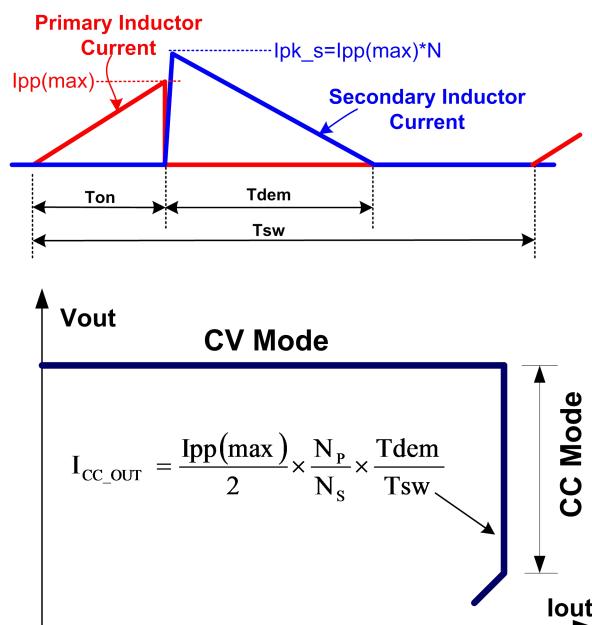 Primary Inductor
Current
Ipk_s=Ipp(max)*N
Ipp(max)
Secondary Inductor
Current
Ton
Tdem
Tsw
Vout
CV Mode
I_CC_OUT = Ipp(max)/2 × N_P/N_S × Tdem/Tsw
CC Mode
Iout